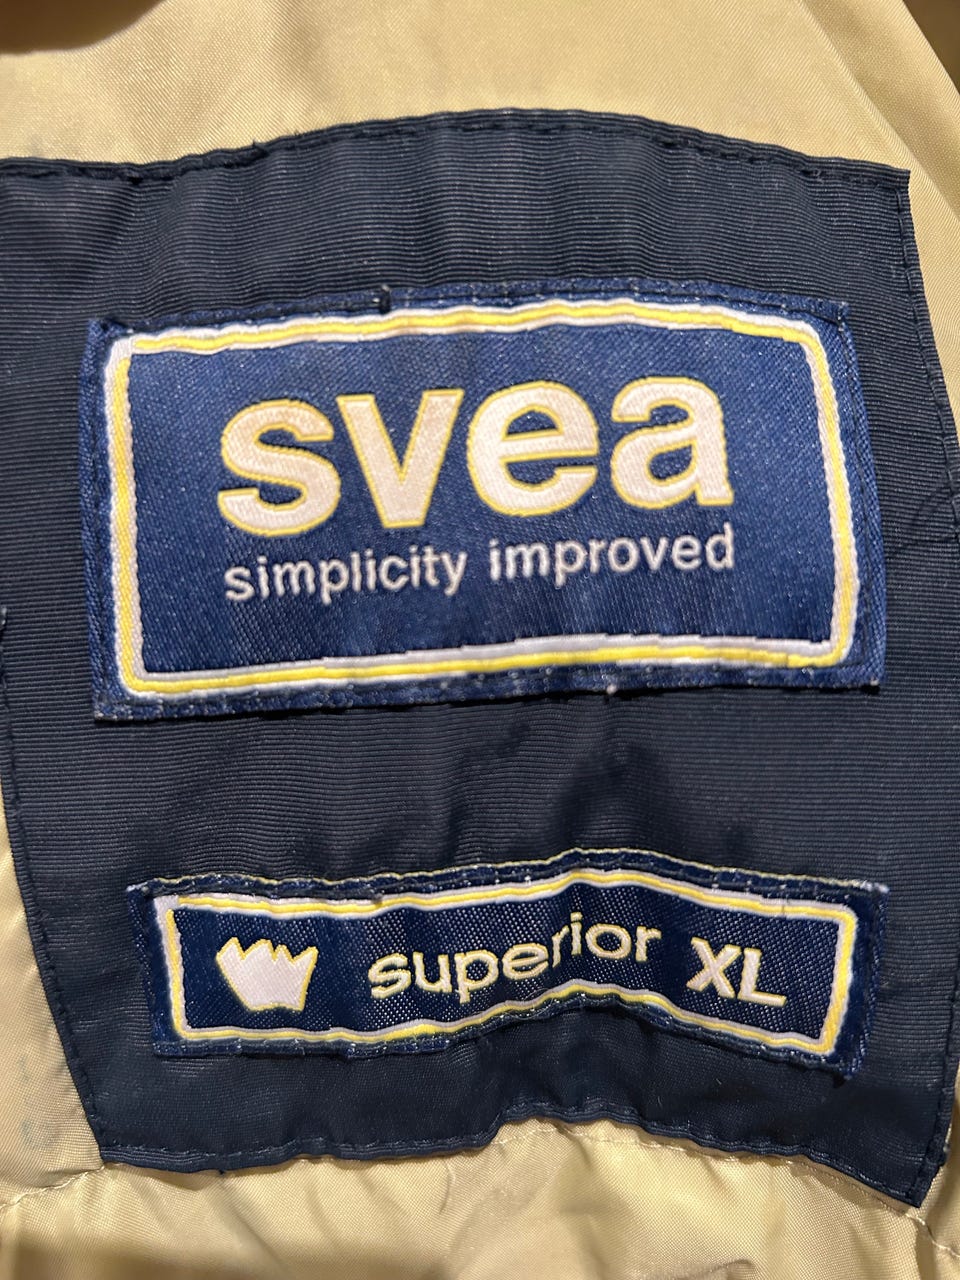 svea
simplicity improved
superior XL